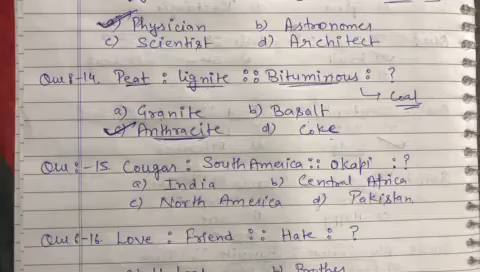 a) Physician b) Astronomer
c) Scientist d) Architect
Que:-14. Peat : lignite :: Bituminous : ?
↳ Coal
a) Granite b) Basalt
c) Anthracite d) Coke
Que:-15. Cougar : South America :: Okapi : ?
a) India b) Central Africa
c) North America d) Pakistan
Que:-16. Love : Friend :: Hate : ?
b) Brother